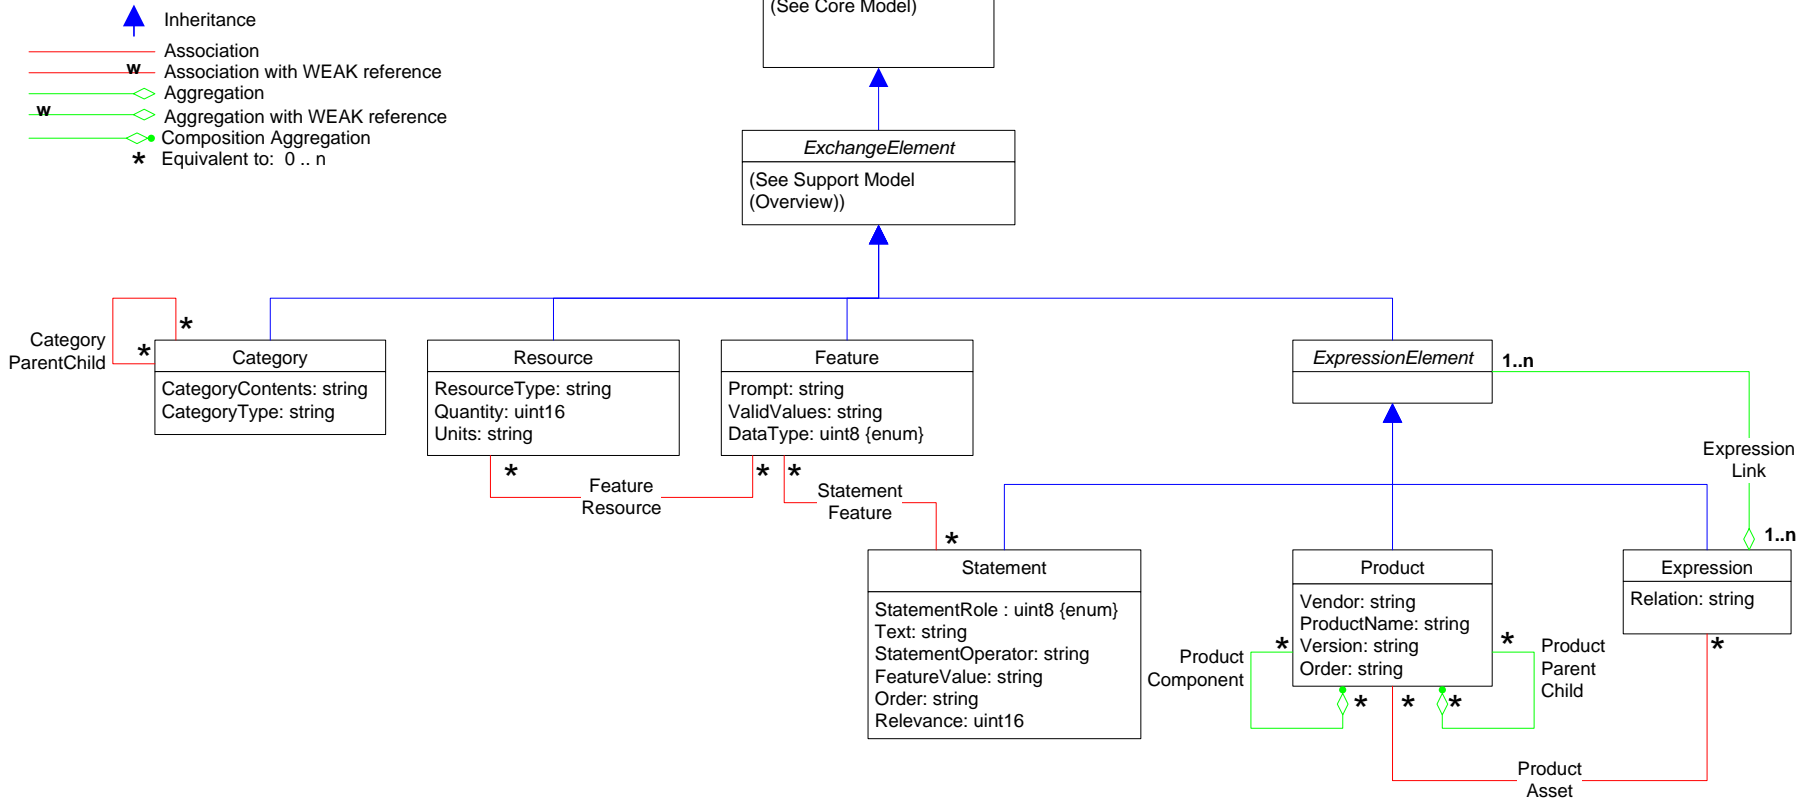 (See Core Model)
Inheritance
Association
w
Association with WEAK reference
Aggregation
w
Aggregation with WEAK reference
Composition Aggregation
* Equivalent to: 0 .. n
ExchangeElement
(See Support Model
(Overview))
Category
ParentChild
*
*
Category
CategoryContents: string
CategoryType: string
Resource
ResourceType: string
Quantity: uint16
Units: string
Feature
Prompt: string
ValidValues: string
DataType: uint8 {enum}
ExpressionElement
1..n
Expression
Link
1..n
*
Feature
Resource
*
*
Statement
Feature
*
Statement
StatementRole : uint8 {enum}
Text: string
StatementOperator: string
FeatureValue: string
Order: string
Relevance: uint16
Product
Vendor: string
ProductName: string
Version: string
Order: string
Expression
Relation: string
*
Product
Component
*
*
Product
Parent
Child
*
*
*
Product
Asset